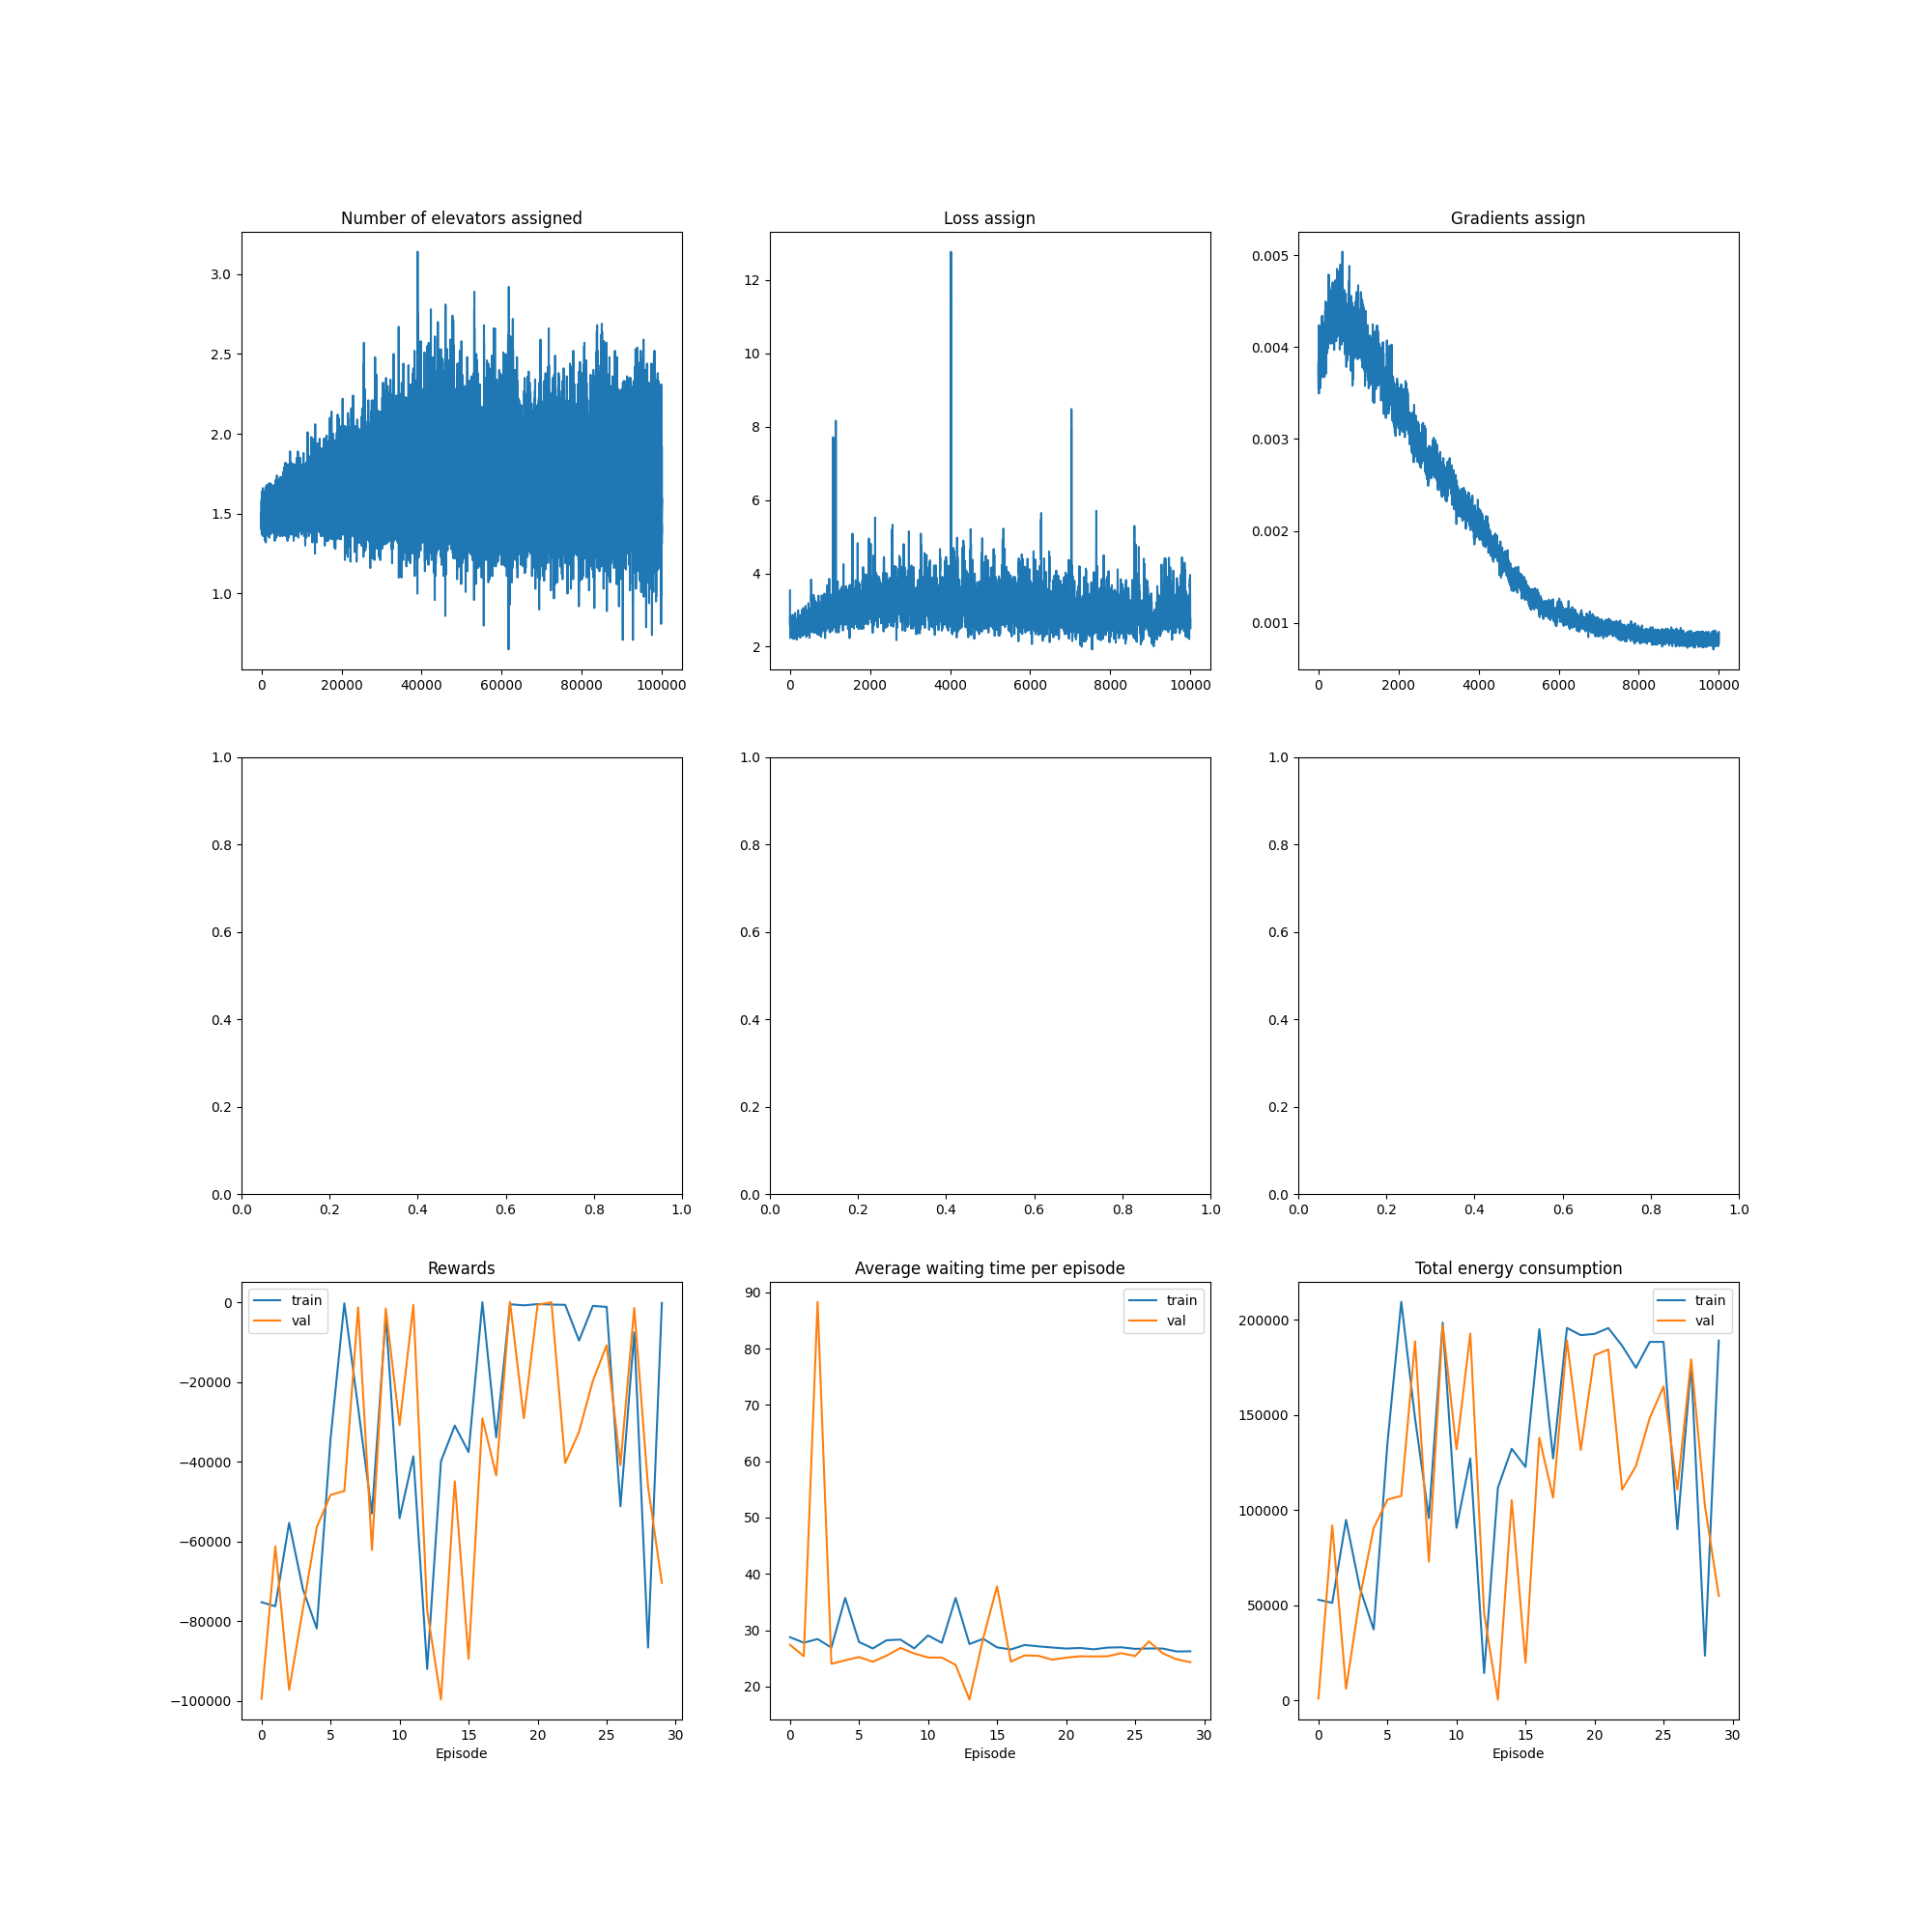 Number of elevators assigned
Loss assign
Gradients assign
3.0
2.5
2.0
1.5
1.0
0 20000 40000 60000 80000 100000
12
10
8
6
4
2
0 2000 4000 6000 8000 10000
0.005
0.004
0.003
0.002
0.001
0 2000 4000 6000 8000 10000
1.0
0.8
0.6
0.4
0.2
0.0
0.0 0.2 0.4 0.6 0.8 1.0
1.0
0.8
0.6
0.4
0.2
0.0
0.0 0.2 0.4 0.6 0.8 1.0
1.0
0.8
0.6
0.4
0.2
0.0
0.0 0.2 0.4 0.6 0.8 1.0
Rewards
train
val
0
−20000
−40000
−60000
−80000
−100000
0 5 10 15 20 25 30
Episode
Average waiting time per episode
train
val
90
80
70
60
50
40
30
20
0 5 10 15 20 25 30
Episode
Total energy consumption
train
val
200000
150000
100000
50000
0
0 5 10 15 20 25 30
Episode